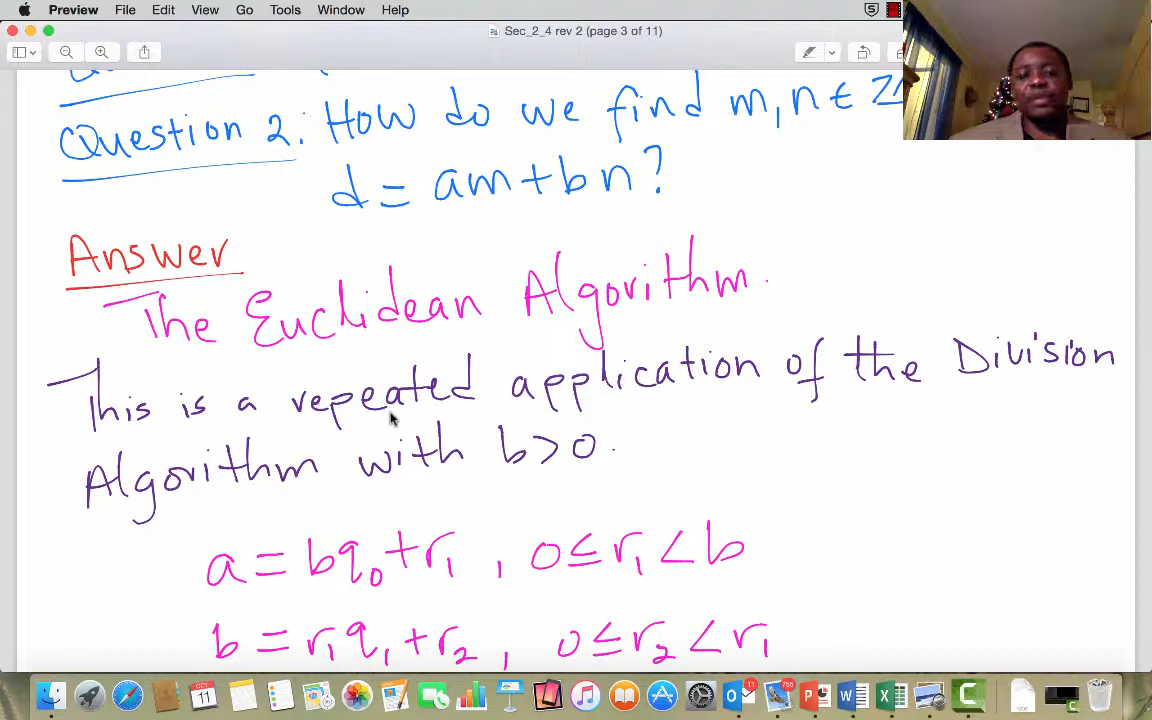 Preview File Edit View Go Tools Window Help
Sec_2_4 rev 2 (page 3 of 11)
Question 2. How do we find m, n ∈ ℤ
d = am + bn?
Answer
The Euclidean Algorithm.
This is a repeated application of the Division
Algorithm with b > 0.
a = bq₀ + r₁ , 0 ≤ r₁ < b
b = r₁q₁ + r₂ , 0 ≤ r₂ < r₁